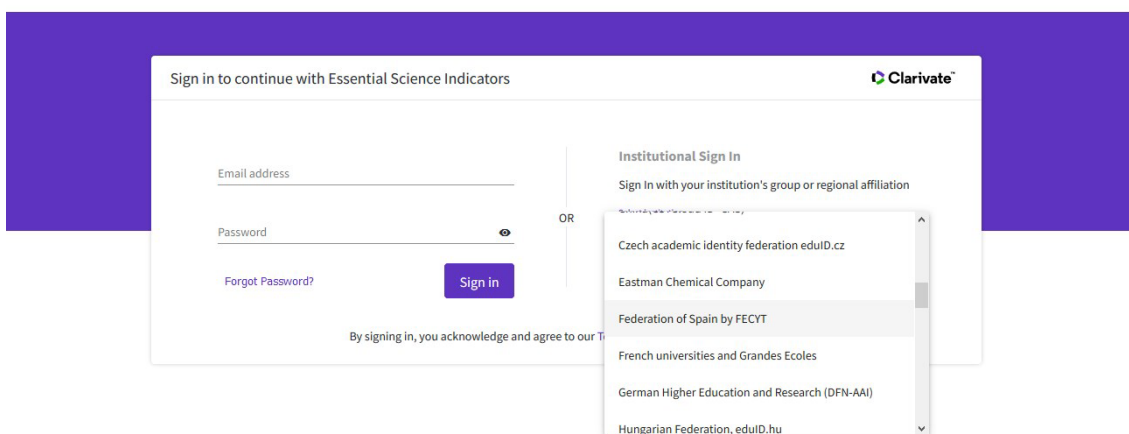 Sign in to continue with Essential Science Indicators
Clarivate™
Email address
Password
Forgot Password?
Sign in
OR
Institutional Sign In
Sign In with your institution's group or regional affiliation
Czech academic identity federation eduID.cz
Eastman Chemical Company
Federation of Spain by FECYT
French universities and Grandes Ecoles
German Higher Education and Research (DFN-AAI)
Hungarian Federation, eduID.hu
By signing in, you acknowledge and agree to our